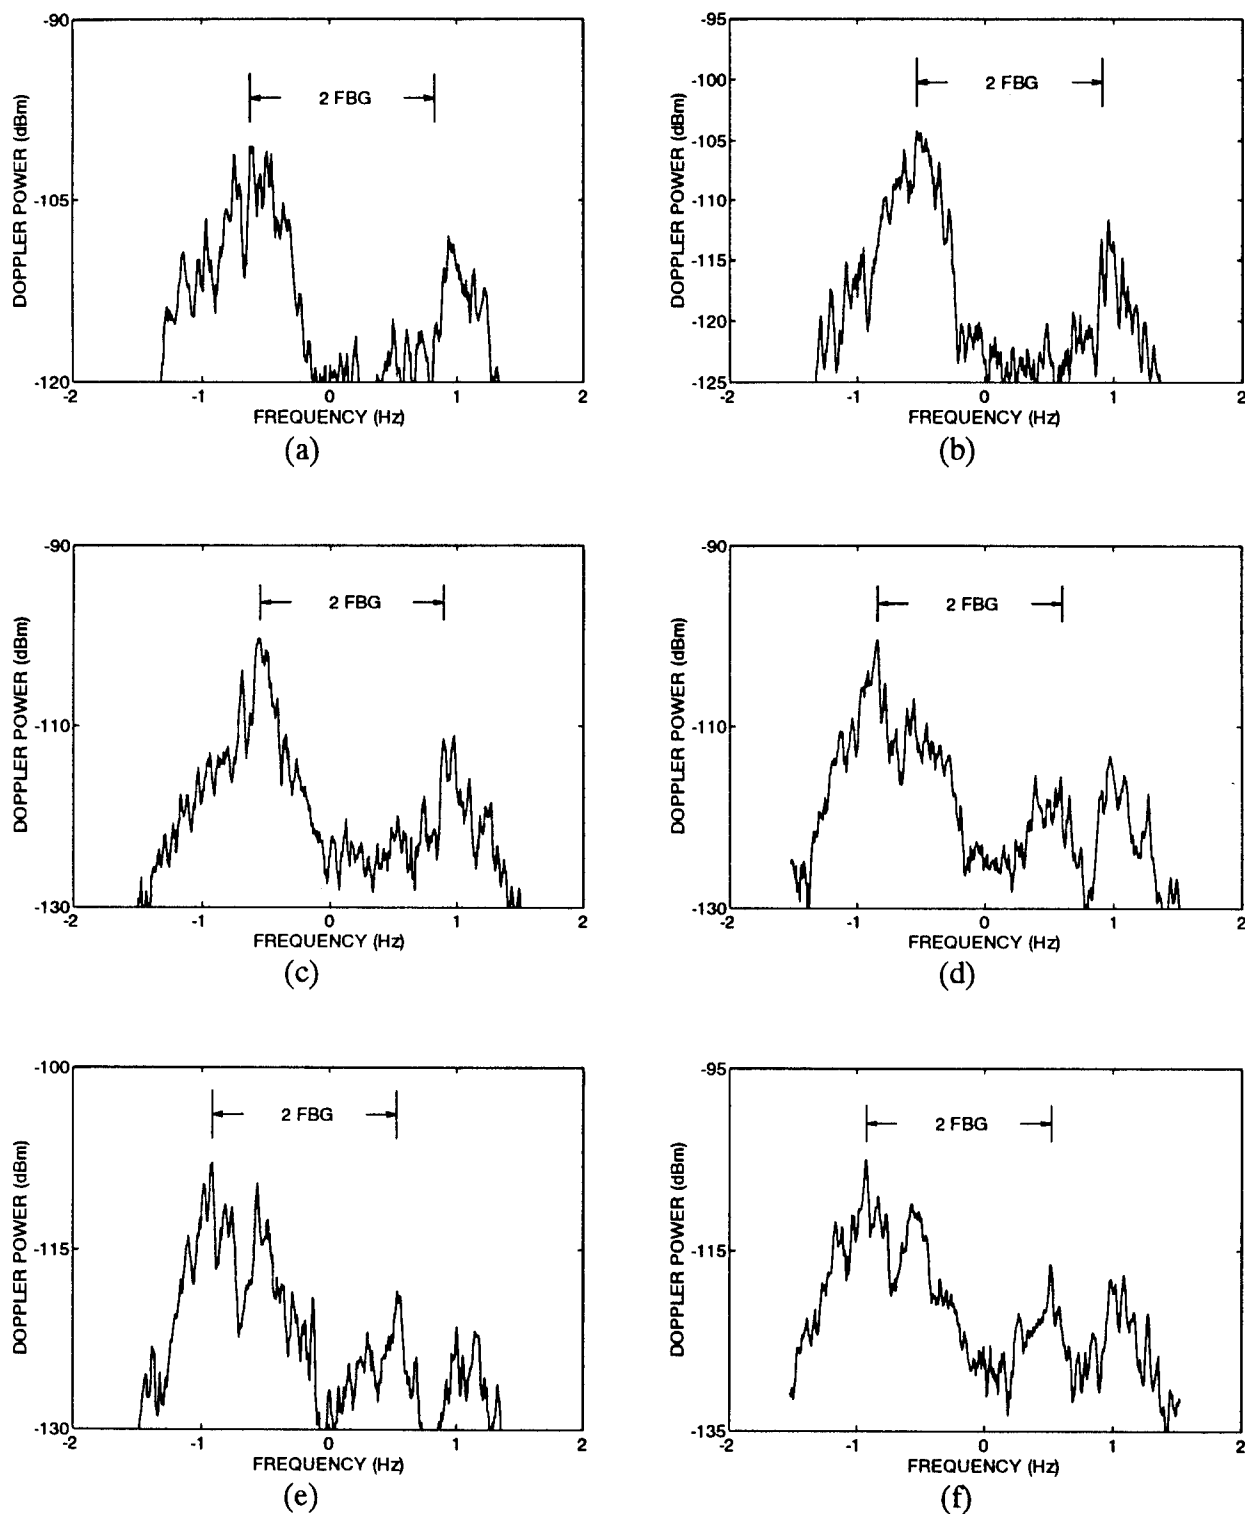 -90
-105
-120
-2
-1
0
1
2
DOPPLER POWER (dBm)
2 FBG
FREQUENCY (Hz)
(a)
-95
-100
-105
-110
-115
-120
-125
-2
-1
0
1
2
DOPPLER POWER (dBm)
2 FBG
FREQUENCY (Hz)
(b)
-90
-110
-130
-2
-1
0
1
2
DOPPLER POWER (dBm)
2 FBG
FREQUENCY (Hz)
(c)
-90
-110
-130
-2
-1
0
1
2
DOPPLER POWER (dBm)
2 FBG
FREQUENCY (Hz)
(d)
-100
-115
-130
-2
-1
0
1
2
DOPPLER POWER (dBm)
2 FBG
FREQUENCY (Hz)
(e)
-95
-115
-135
-2
-1
0
1
2
DOPPLER POWER (dBm)
2 FBG
FREQUENCY (Hz)
(f)